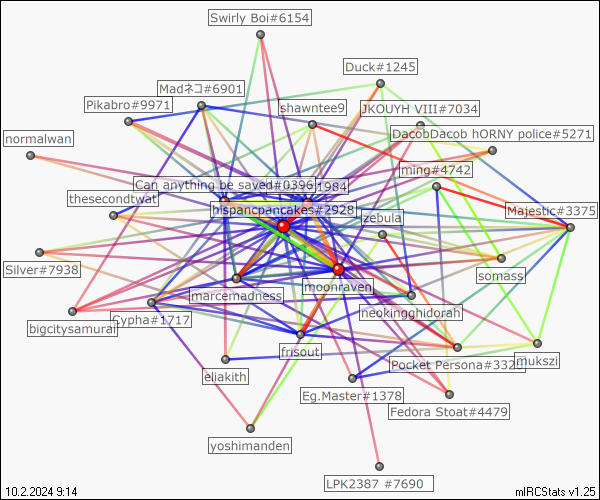 Swirly Boi#6154
Duck#1245
Madネコ#6901
Pikabro#9971
shawntee9
JKOUYH VIII#7034
DacobDacob hORNY police#5271
normalwan
ming#4742
Can anything be saved#0396
1984
thesecondtwat
hispancpancakes#2928
zebula
Majestic#3375
Silver#7938
somass
moonraven
marcemadness
neokingghidorah
bigcitysamurai
Cypha#1717
frisout
mukszi
Pocket Persona#332
eliakith
Eg.Master#1378
Fedora Stoat#4479
yoshimanden
LPK2387 #7690
10.2.2024 9:14
mIRCStats v1.25